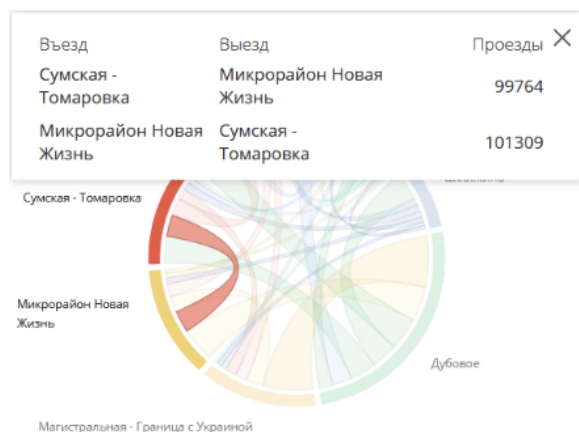 Въезд Выезд Проезды
Сумская - Микрорайон Новая 99764
Томаровка Жизнь
Микрорайон Новая Сумская - 101309
Жизнь Томаровка
Сумская - Томаровка
Микрорайон Новая
Жизнь
Дубовое
Магистральная - Граница с Украиной